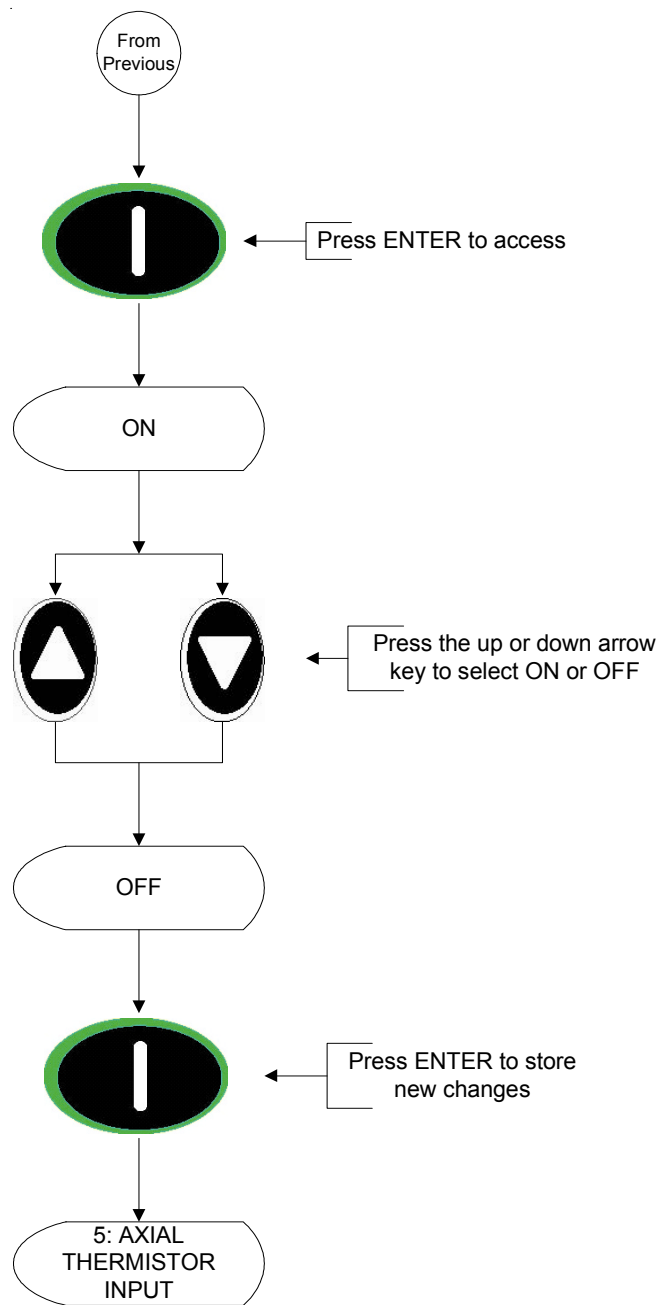 From
Previous
Press ENTER to access
ON
Press the up or down arrow
key to select ON or OFF
OFF
Press ENTER to store
new changes
5: AXIAL
THERMISTOR
INPUT